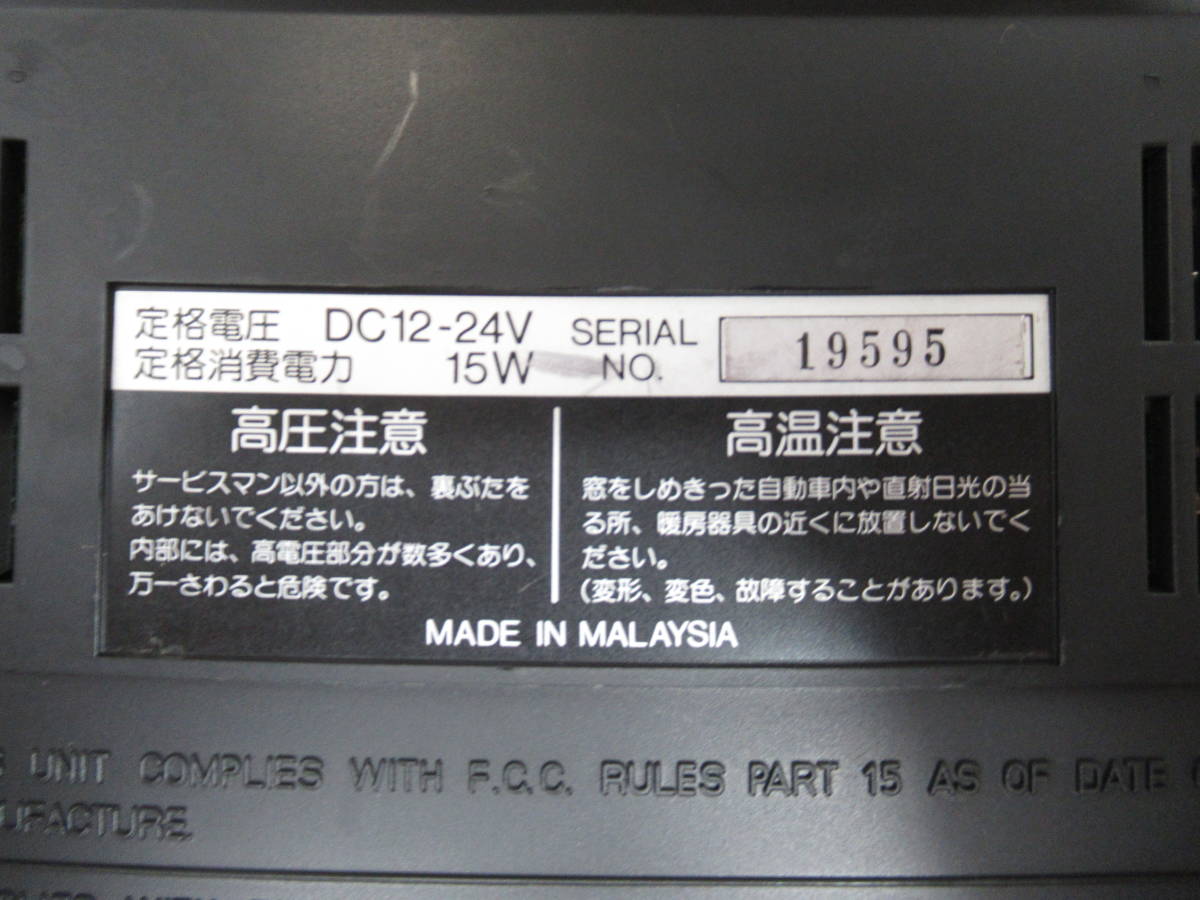 定格電圧 DC12-24V SERIAL
定格消費電力 15W NO. 19595
高圧注意
サービスマン以外の方は、裏ぶたを
あけないでください。
内部には、高電圧部分が数多くあり、
万一さわると危険です。
高温注意
窓をしめきった自動車内や直射日光の当
る所、暖房器具の近くに放置しないでく
ださい。
(変形、変色、故障することがあります。)
MADE IN MALAYSIA
UNIT COMPLIES WITH F.C.C. RULES PART 15 AS OF DATE